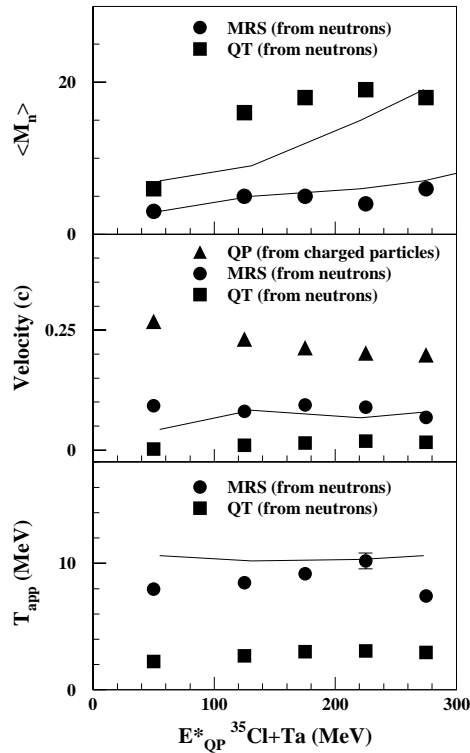 MRS (from neutrons)
QT (from neutrons)
20
0
<M_n>
QP (from charged particles)
MRS (from neutrons)
QT (from neutrons)
0.25
0
Velocity (c)
MRS (from neutrons)
QT (from neutrons)
10
0
T_app (MeV)
0 100 200 300
E*_QP ^35Cl+Ta (MeV)